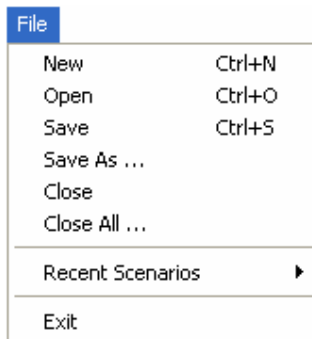 File
New Ctrl+N
Open Ctrl+O
Save Ctrl+S
Save As ...
Close
Close All ...
Recent Scenarios
Exit